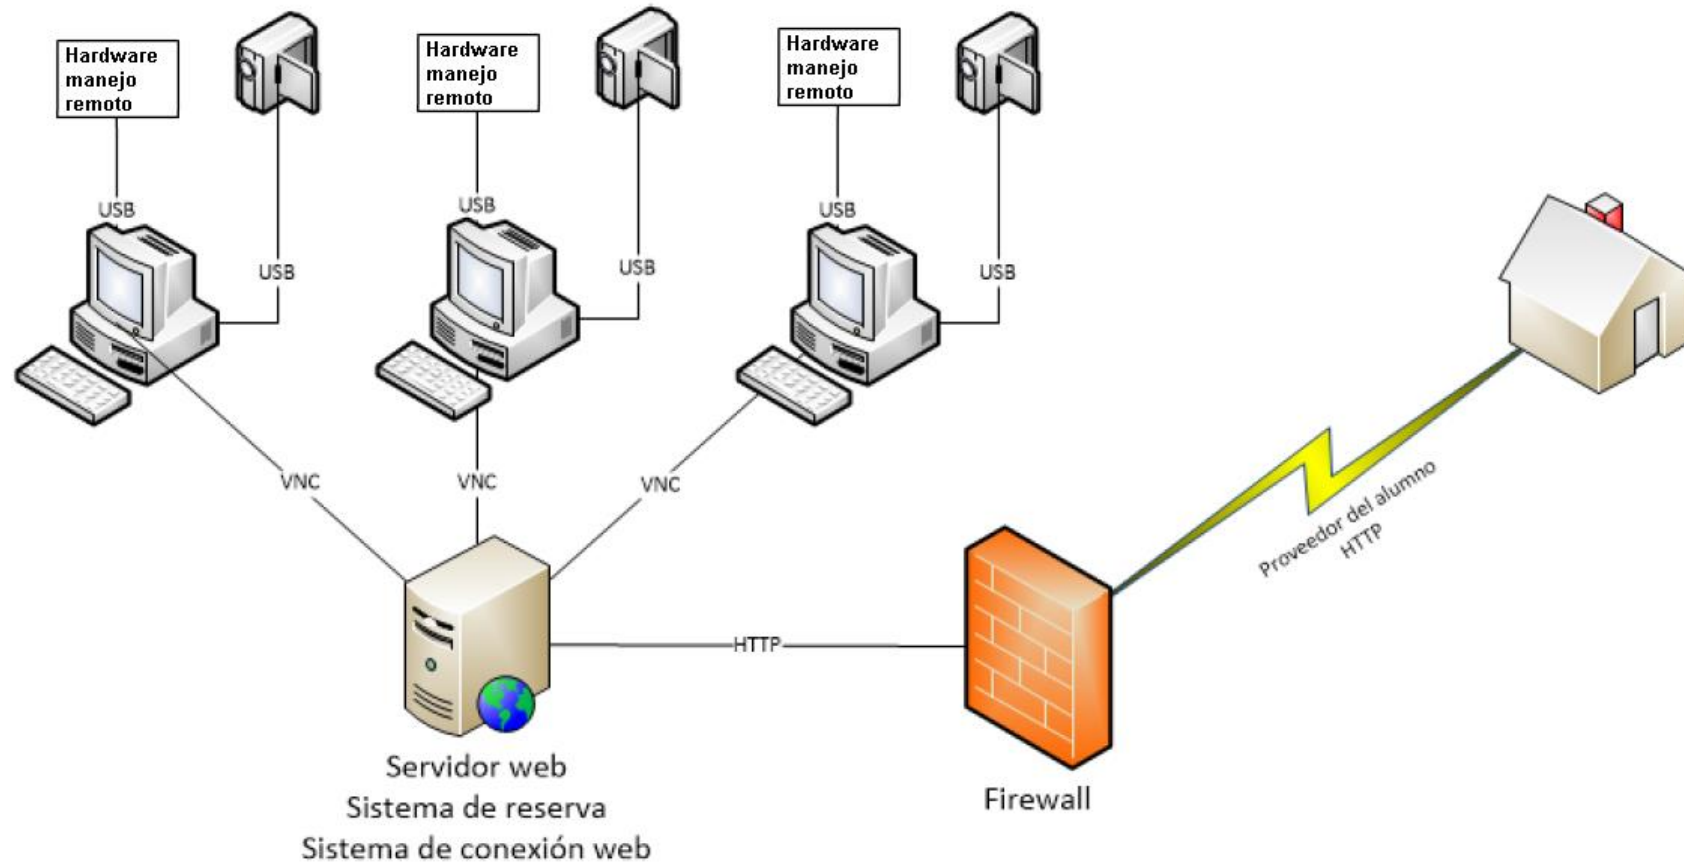 Hardware
manejo
remoto
Hardware
manejo
remoto
Hardware
manejo
remoto
USB
USB
USB
USB
USB
USB
VNC
VNC
VNC
Proveedor del alumno
HTTP
HTTP
Servidor web
Sistema de reserva
Sistema de conexión web
Firewall